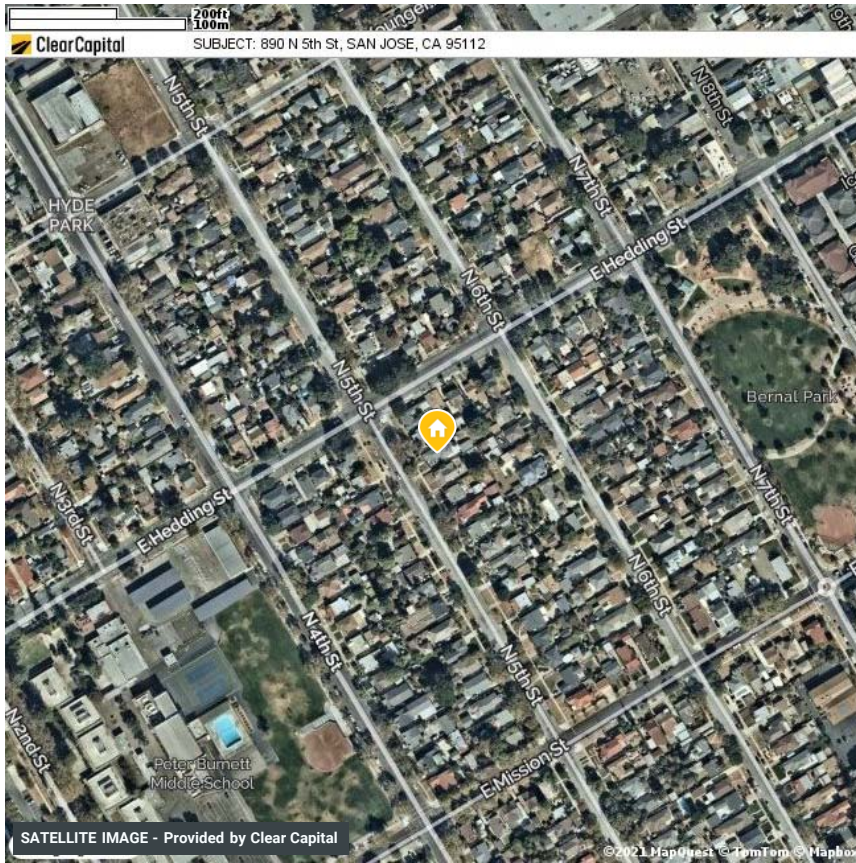 200ft
100m
ClearCapital
SUBJECT: 890 N 5th St, SAN JOSE, CA 95112
N 5th St
N 8th St
N 7th St
HYDE
PARK
E Hedding St
N 6th St
N 5th St
Bernal Park
N 3rd St
E Hedding St
N 7th St
N 6th St
N 4th St
N 5th St
N 2nd St
E Mission St
Peter Burnett
Middle School
SATELLITE IMAGE - Provided by Clear Capital
©2021 MapQuest © TomTom © Mapbox